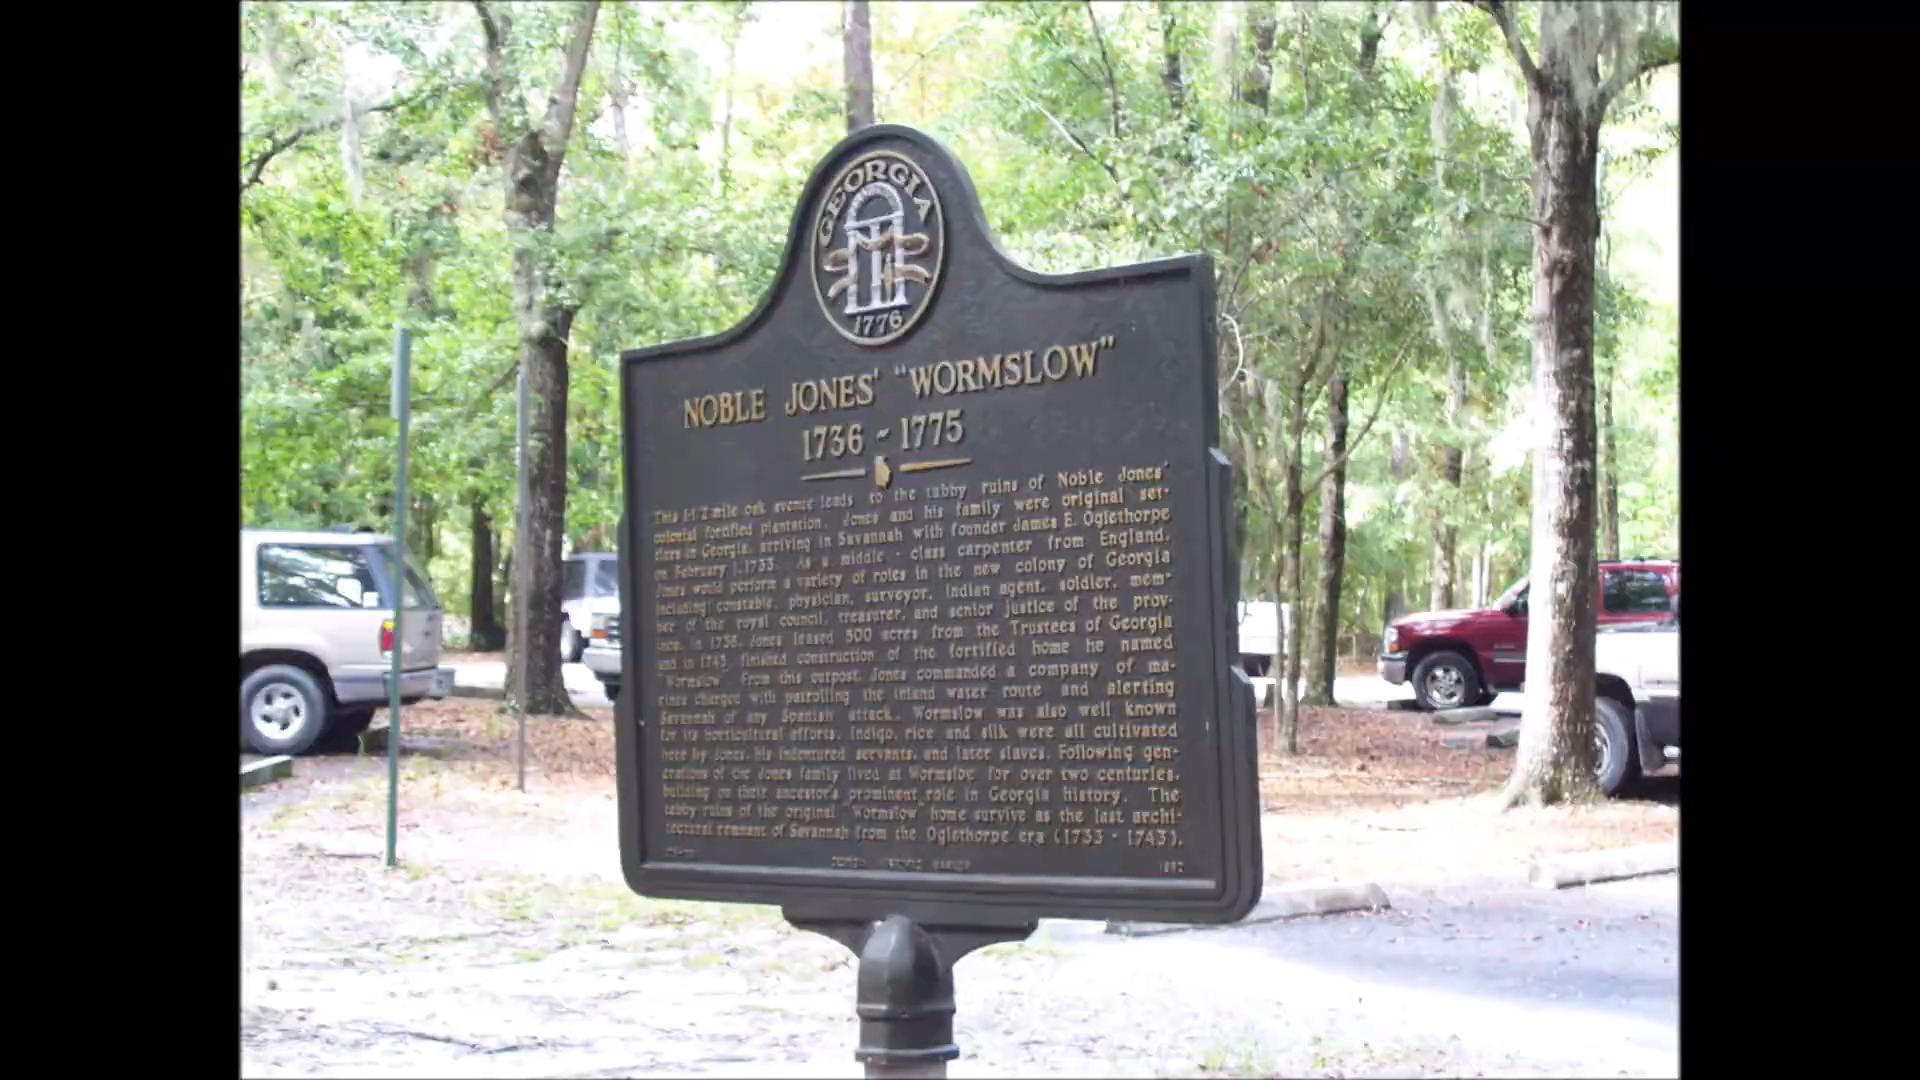 GEORGIA
1776
NOBLE JONES' "WORMSLOW"
1736 - 1775
This 1-1/2 mile oak avenue leads to the tabby ruins of Noble Jones'
colonial fortified plantation. Jones and his family were original set-
tlers in Georgia, arriving in Savannah with founder James E. Oglethorpe
on February 1, 1733. As a middle - class carpenter from England,
Jones would perform a variety of roles in the new colony of Georgia
including: constable, physician, surveyor, Indian agent, soldier, mem-
ber of the royal council, treasurer, and senior justice of the prov-
ince. In 1736, Jones leased 500 acres from the Trustees of Georgia
and in 1743 finished construction of the fortified home he named
"Wormslow". From this outpost, Jones commanded a company of ma-
rines charged with patrolling the inland water route and alerting
Savannah of any Spanish attack. Wormslow was also well known
for its horticultural efforts. Indigo, rice and silk were all cultivated
here by Jones, his indentured servants, and later slaves. Following gen-
erations of the Jones family lived at Wormsloe for over two centuries,
building on their ancestor's prominent role in Georgia history. The
tabby ruins of the original "Wormslow" home survive as the last archi-
tectural remnant of Savannah from the Oglethorpe era (1733 - 1743).
GEORGIA HISTORIC MARKER
1992